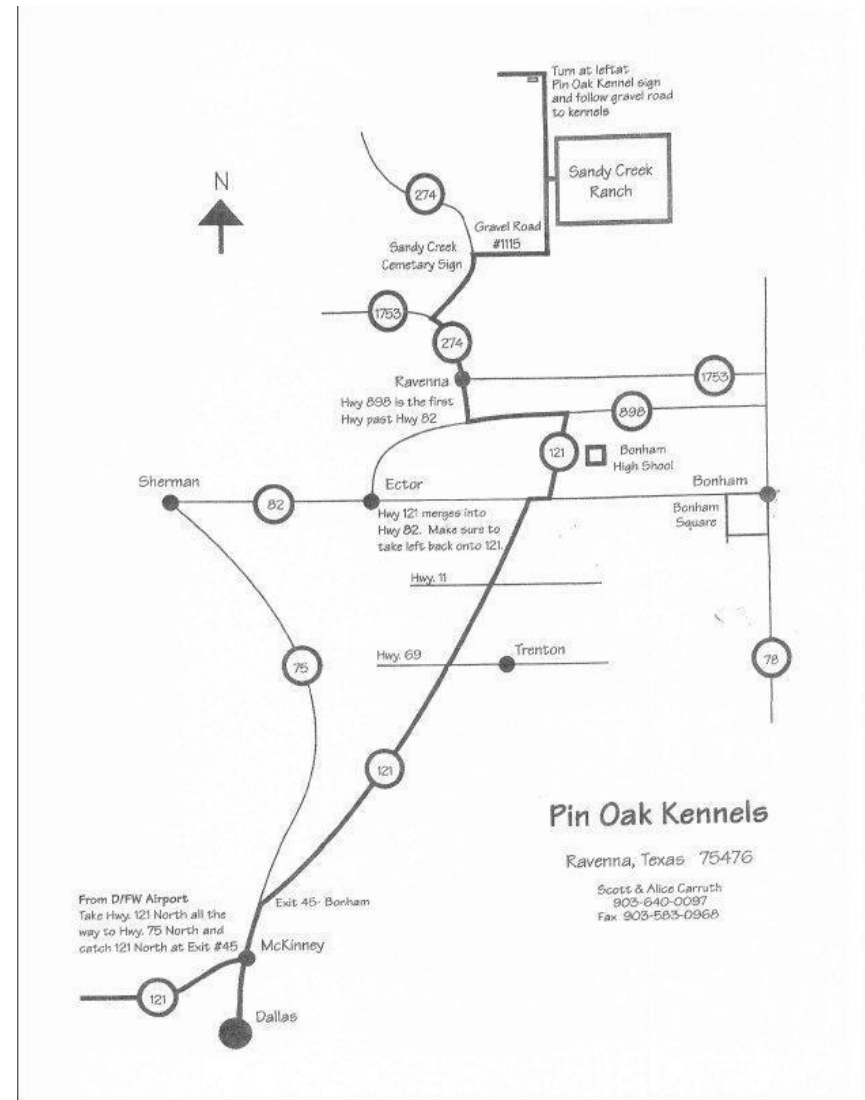 Turn at leftat
Pin Oak Kennel sign
and follow gravel road
to kennels
N
Sandy Creek
Ranch
274
Gravel Road
#1115
Sandy Creek
Cemetary Sign
1753
274
Ravenna
1753
Hwy 898 is the first
Hwy past Hwy 82
898
121
Bonham
High Shool
Sherman
Ector
Bonham
82
Bonham
Square
Hwy 121 merges into
Hwy 82. Make sure to
take left back onto 121.
Hwy. 11
Hwy. 69
Trenton
75
78
121
Pin Oak Kennels
Ravenna, Texas 75476
Scott & Alice Carruth
903-640-0097
Fax 903-583-0968
From D/FW Airport
Take Hwy. 121 North all the
way to Hwy. 75 North and
catch 121 North at Exit #45
Exit 45- Bonham
McKinney
121
Dallas